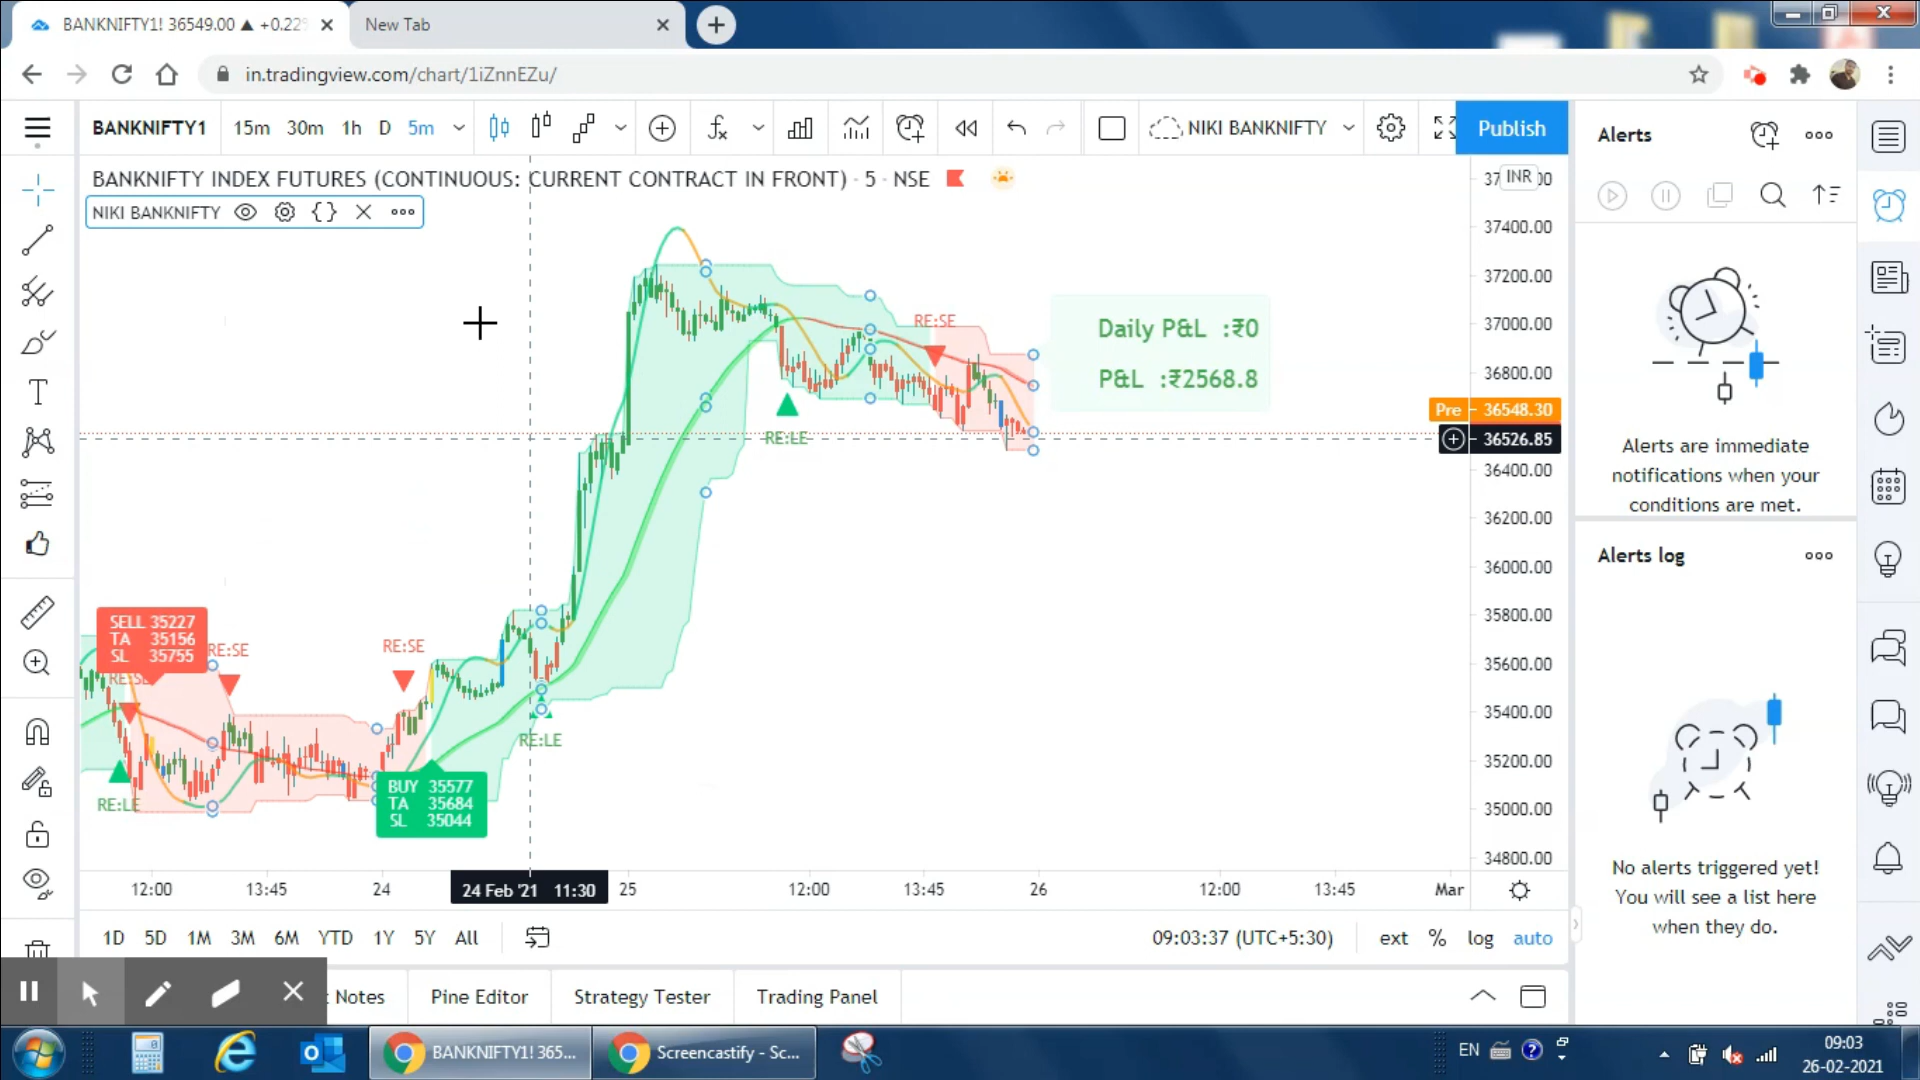 BANKNIFTY1! 36549.00 ▲ +0.22
New Tab
in.tradingview.com/chart/1iZnnEZu/
BANKNIFTY1 15m 30m 1h D 5m NIKI BANKNIFTY Publish
Alerts
BANKNIFTY INDEX FUTURES (CONTINUOUS: CURRENT CONTRACT IN FRONT) · 5 · NSE
INR
NIKI BANKNIFTY
37400.00
37200.00
37000.00
36800.00
Pre 36548.30
36526.85
36400.00
36200.00
36000.00
35800.00
35600.00
35400.00
35200.00
35000.00
34800.00
Daily P&L :₹0
P&L :₹2568.8
RE:SE
RE:LE
SELL 35227
TA 35156
SL 35755
RE:SE
RE:SE
RE:SE
RE:LE
RE:LE
BUY 35577
TA 35684
SL 35044
Alerts are immediate
notifications when your
conditions are met.
Alerts log
No alerts triggered yet!
You will see a list here
when they do.
12:00 13:45 24 24 Feb '21 11:30 25 12:00 13:45 26 12:00 13:45 Mar
1D 5D 1M 3M 6M YTD 1Y 5Y All
09:03:37 (UTC+5:30) ext % log auto
Notes Pine Editor Strategy Tester Trading Panel
BANKNIFTY1! 365...
Screencastify - Sc...
EN
09:03
26-02-2021